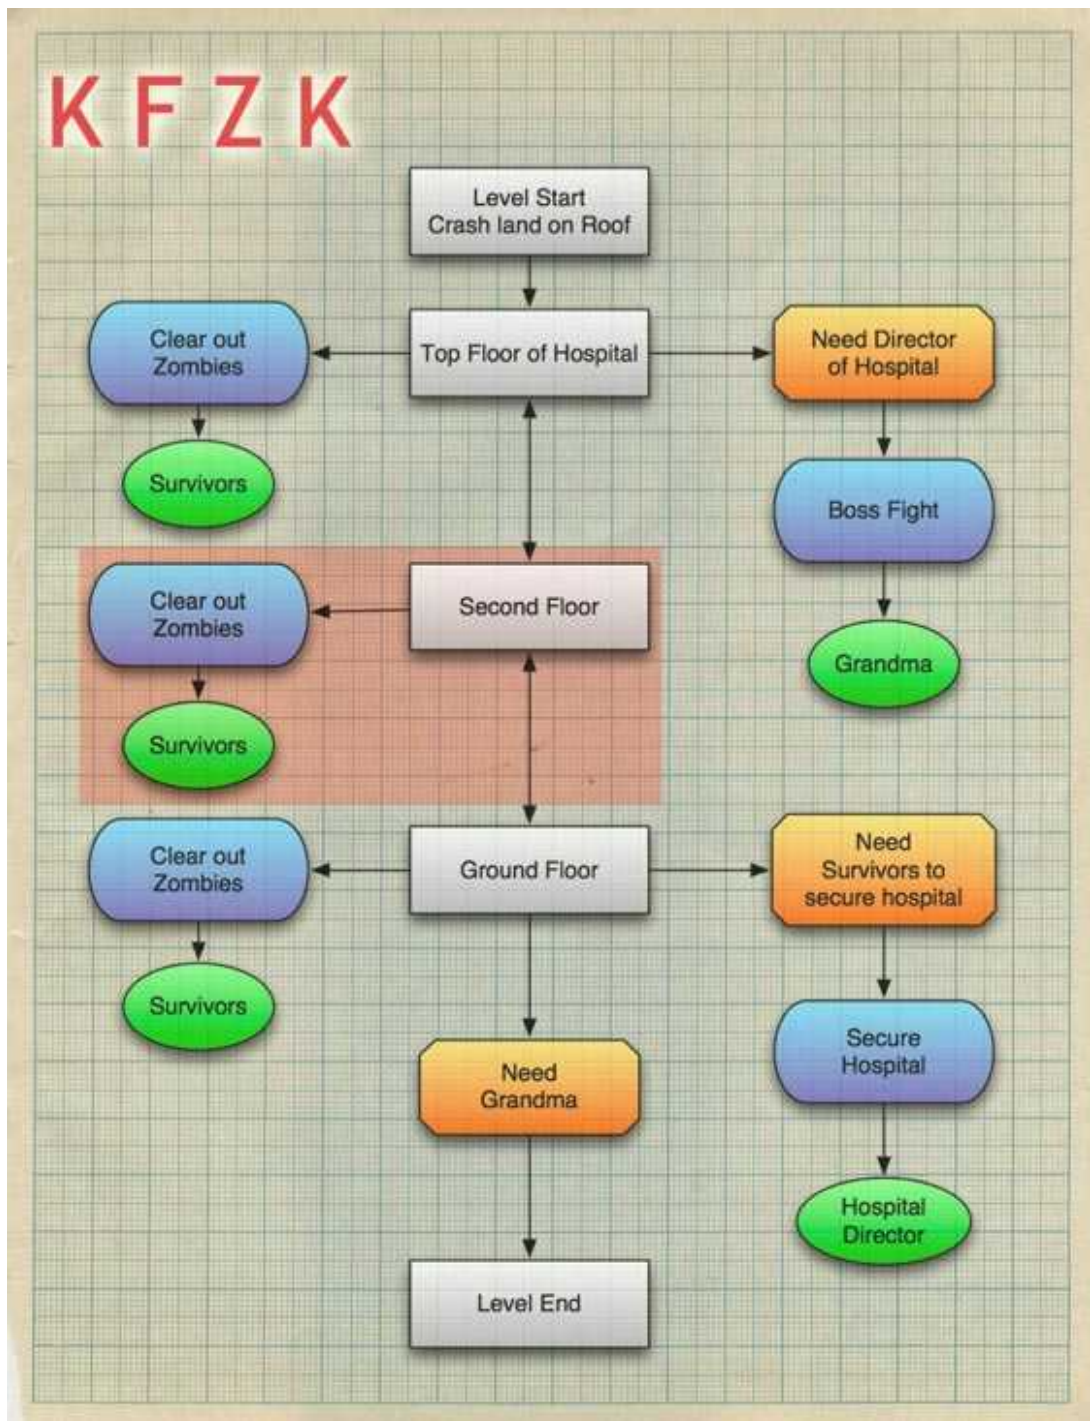 K F Z K
Level Start
Crash land on Roof
Clear out
Zombies
Top Floor of Hospital
Need Director
of Hospital
Survivors
Boss Fight
Clear out
Zombies
Second Floor
Grandma
Survivors
Clear out
Zombies
Ground Floor
Need
Survivors to
secure hospital
Survivors
Need
Grandma
Secure
Hospital
Hospital
Director
Level End